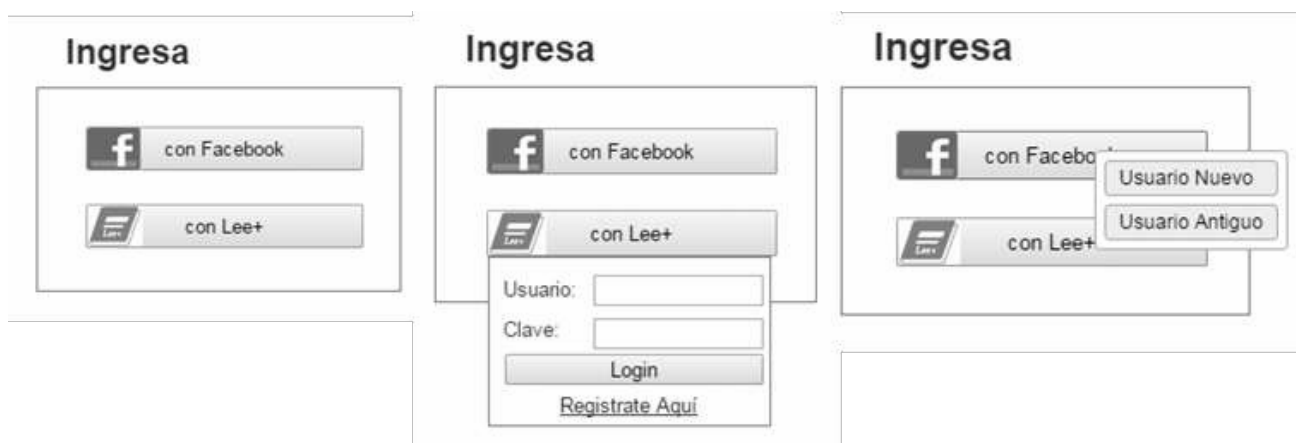 Ingresa
con Facebook
con Lee+
Ingresa
con Facebook
con Lee+
Usuario:
Clave:
Login
Registrate Aquí
Ingresa
con Facebo
Usuario Nuevo
Usuario Antiguo
con Lee+